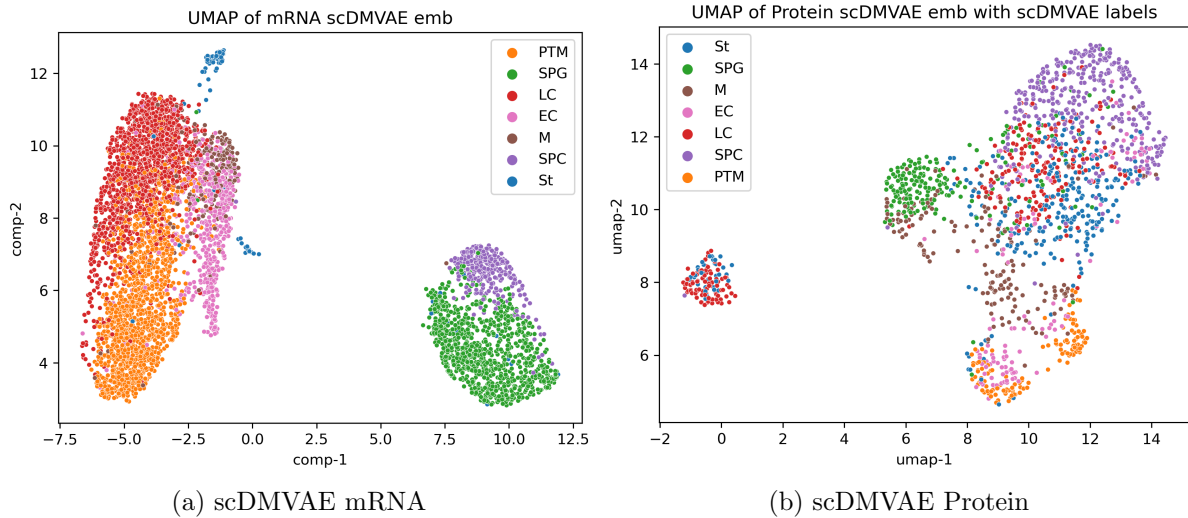 UMAP of mRNA scDMVAE emb
PTM
SPG
LC
EC
M
SPC
St
12
10
8
6
4
comp-2
−7.5 −5.0 −2.5 0.0 2.5 5.0 7.5 10.0 12.5
comp-1
(a) scDMVAE mRNA
UMAP of Protein scDMVAE emb with scDMVAE labels
St
SPG
M
EC
LC
SPC
PTM
14
12
10
8
6
umap-2
−2 0 2 4 6 8 10 12 14
umap-1
(b) scDMVAE Protein